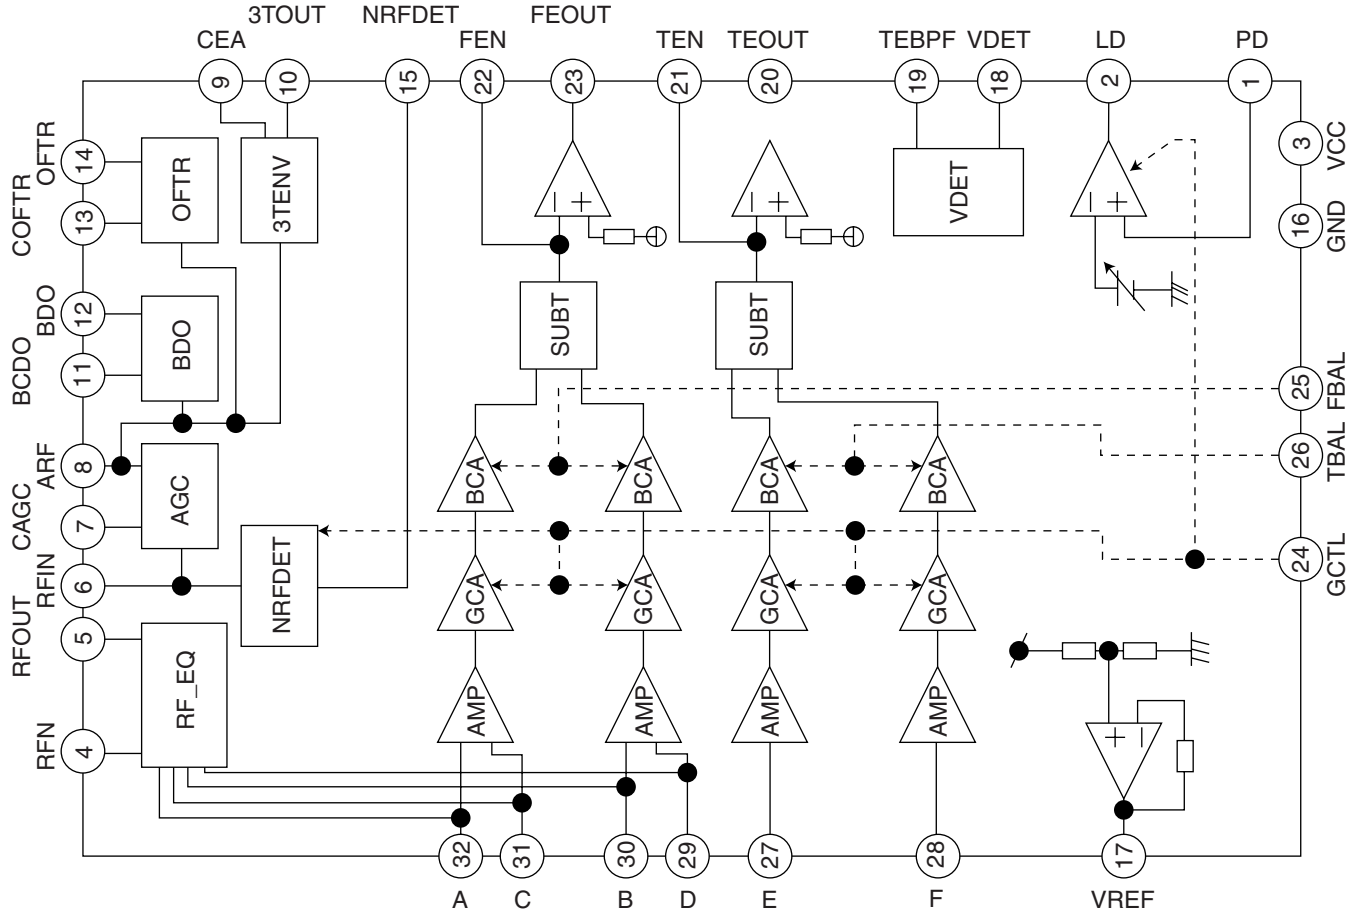 3TOUT NRFDET FEOUT
CEA FEN TEN TEOUT TEBPF VDET LD PD
9 10 15 22 23 21 20 19 18 2 1
OFTR 14
COFTR 13
OFTR
3TENV
VDET
3 VCC
16 GND
BDO 12
BCDO 11
BDO
SUBT SUBT
25 FBAL
26 TBAL
ARF 8
CAGC 7
AGC
BCA BCA BCA BCA
RFIN 6
NRFDET
GCA GCA GCA GCA
24 GCTL
RFOUT 5
RFN 4
RF_EQ
AMP AMP AMP AMP
32 31 30 29 27 28 17
A C B D E F VREF